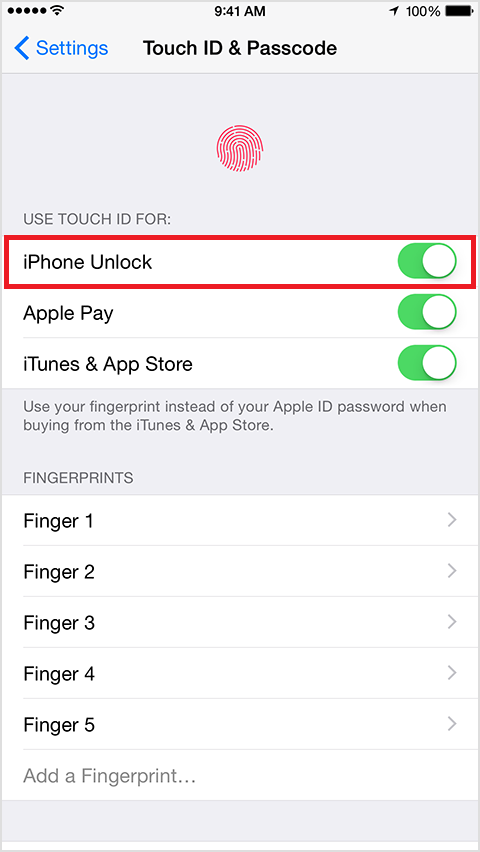 9:41 AM
100%
Settings
Touch ID & Passcode
USE TOUCH ID FOR:
iPhone Unlock
Apple Pay
iTunes & App Store
Use your fingerprint instead of your Apple ID password when
buying from the iTunes & App Store.
FINGERPRINTS
Finger 1
Finger 2
Finger 3
Finger 4
Finger 5
Add a Fingerprint…